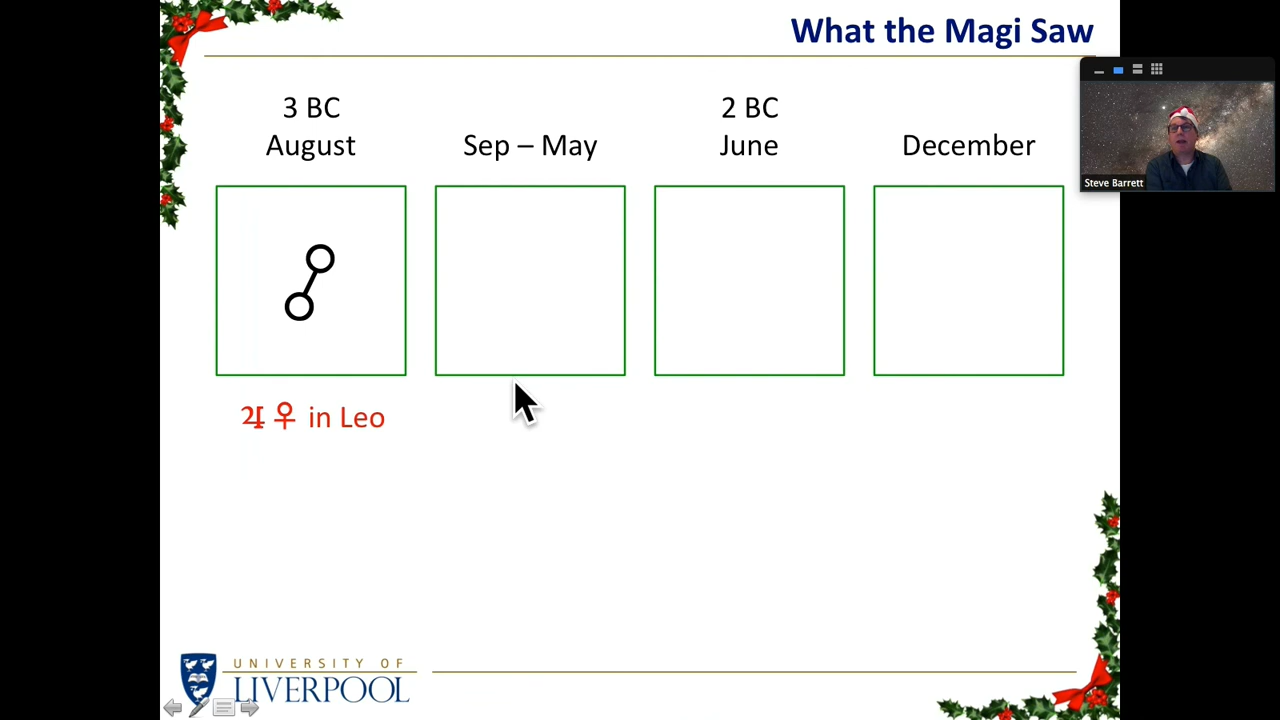 What the Magi Saw
3 BC
August
Sep – May
2 BC
June
December
Steve Barrett
♃ ♀ in Leo
UNIVERSITY OF
LIVERPOOL